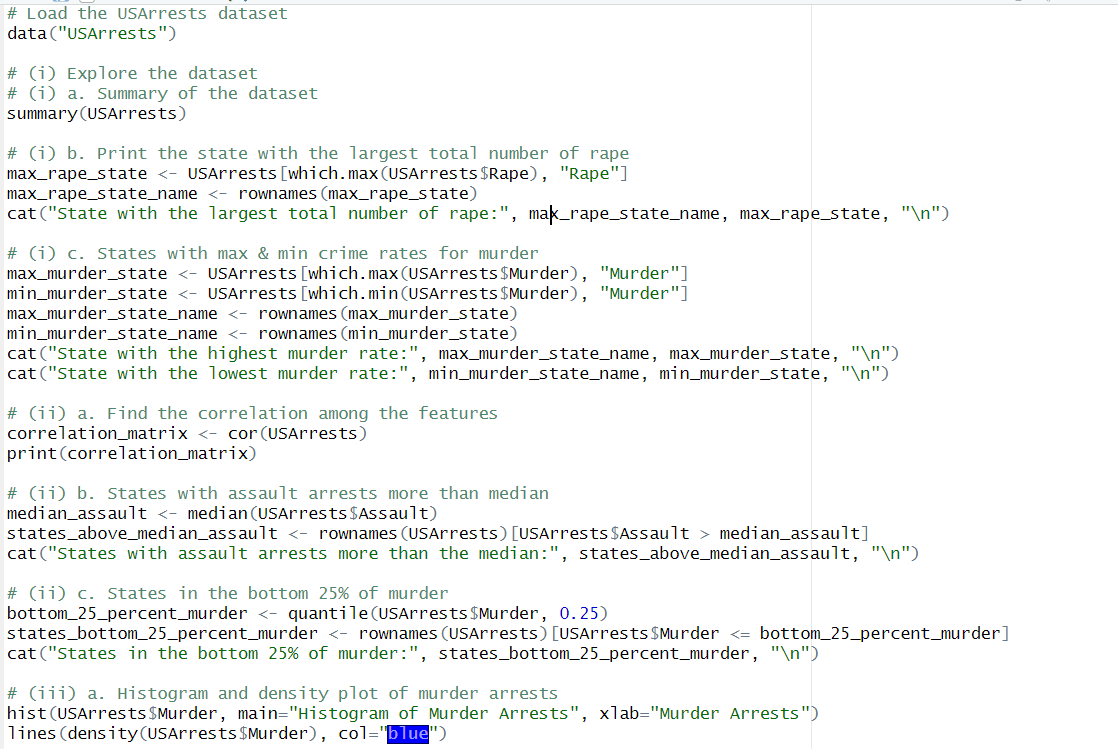 # Load the USArrests dataset
data("USArrests")
# (i) Explore the dataset
# (i) a. Summary of the dataset
summary(USArrests)
# (i) b. Print the state with the largest total number of rape
max_rape_state <- USArrests[which.max(USArrests$Rape), "Rape"]
max_rape_state_name <- rownames(max_rape_state)
cat("State with the largest total number of rape:", max_rape_state_name, max_rape_state, "\n")
# (i) c. States with max & min crime rates for murder
max_murder_state <- USArrests[which.max(USArrests$Murder), "Murder"]
min_murder_state <- USArrests[which.min(USArrests$Murder), "Murder"]
max_murder_state_name <- rownames(max_murder_state)
min_murder_state_name <- rownames(min_murder_state)
cat("State with the highest murder rate:", max_murder_state_name, max_murder_state, "\n")
cat("State with the lowest murder rate:", min_murder_state_name, min_murder_state, "\n")
# (ii) a. Find the correlation among the features
correlation_matrix <- cor(USArrests)
print(correlation_matrix)
# (ii) b. States with assault arrests more than median
median_assault <- median(USArrests$Assault)
states_above_median_assault <- rownames(USArrests)[USArrests$Assault > median_assault]
cat("States with assault arrests more than the median:", states_above_median_assault, "\n")
# (ii) c. States in the bottom 25% of murder
bottom_25_percent_murder <- quantile(USArrests$Murder, 0.25)
states_bottom_25_percent_murder <- rownames(USArrests)[USArrests$Murder <= bottom_25_percent_murder]
cat("States in the bottom 25% of murder:", states_bottom_25_percent_murder, "\n")
# (iii) a. Histogram and density plot of murder arrests
hist(USArrests$Murder, main="Histogram of Murder Arrests", xlab="Murder Arrests")
lines(density(USArrests$Murder), col="blue")